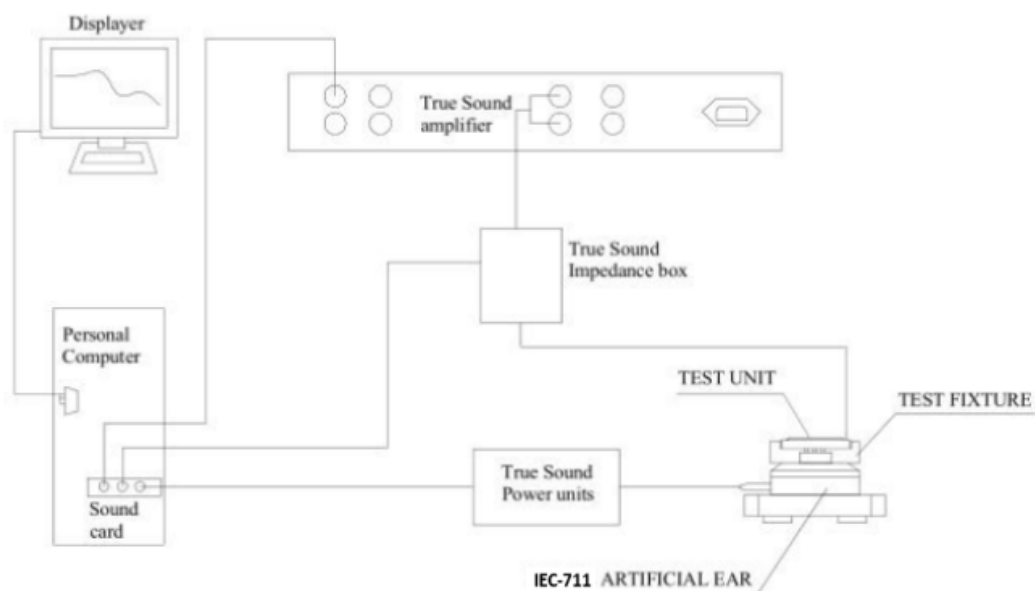 Displayer
True Sound
amplifier
True Sound
Impedance box
Personal
Computer
TEST UNIT
TEST FIXTURE
True Sound
Power units
Sound
card
IEC-711 ARTIFICIAL EAR